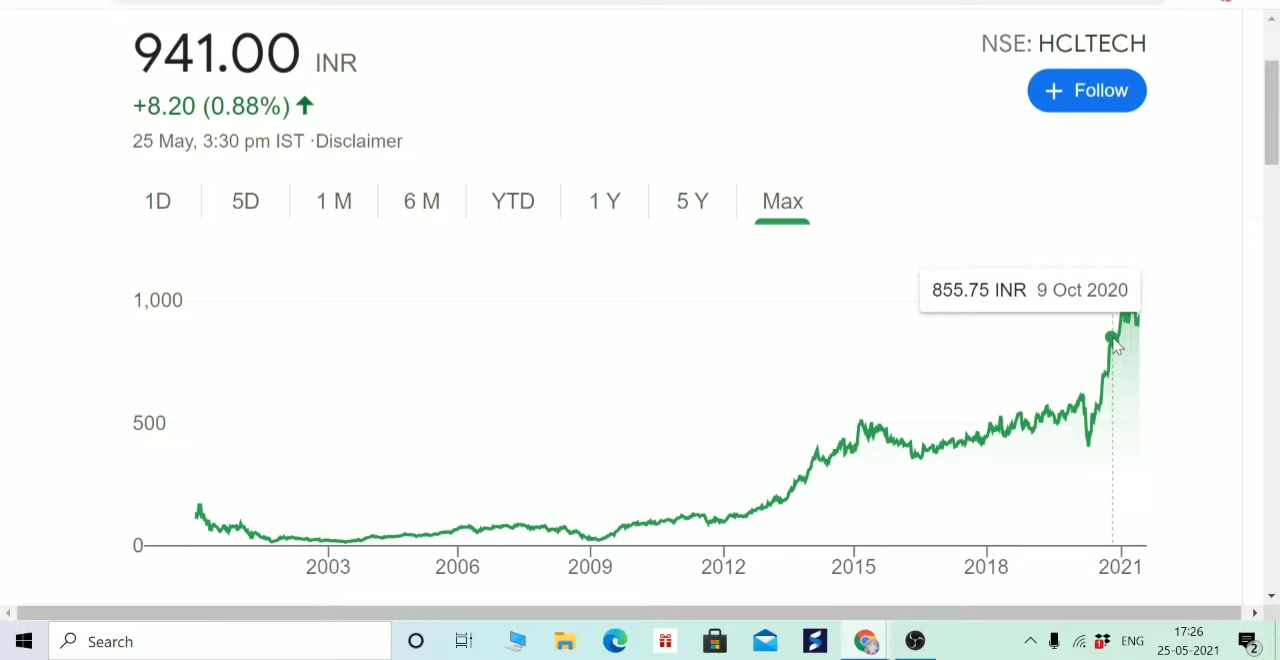 941.00 INR
NSE: HCLTECH
+8.20 (0.88%)
+ Follow
25 May, 3:30 pm IST ·Disclaimer
1D 5D 1 M 6 M YTD 1 Y 5 Y Max
855.75 INR 9 Oct 2020
1,000
500
0
2003 2006 2009 2012 2015 2018 2021
Search
ENG
17:26
25-05-2021
2